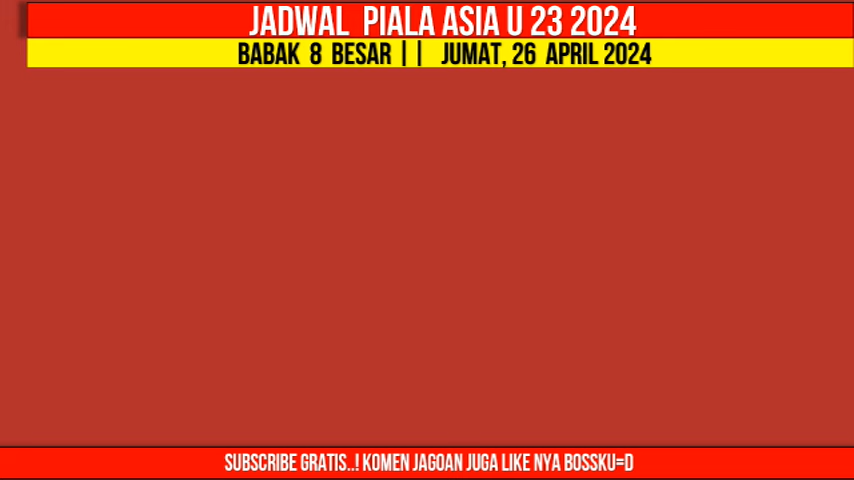 JADWAL PIALA ASIA U 23 2024
BABAK 8 BESAR || JUMAT, 26 APRIL 2024
SUBSCRIBE GRATIS..! KOMEN JAGOAN JUGA LIKE NYA BOSSKU=D